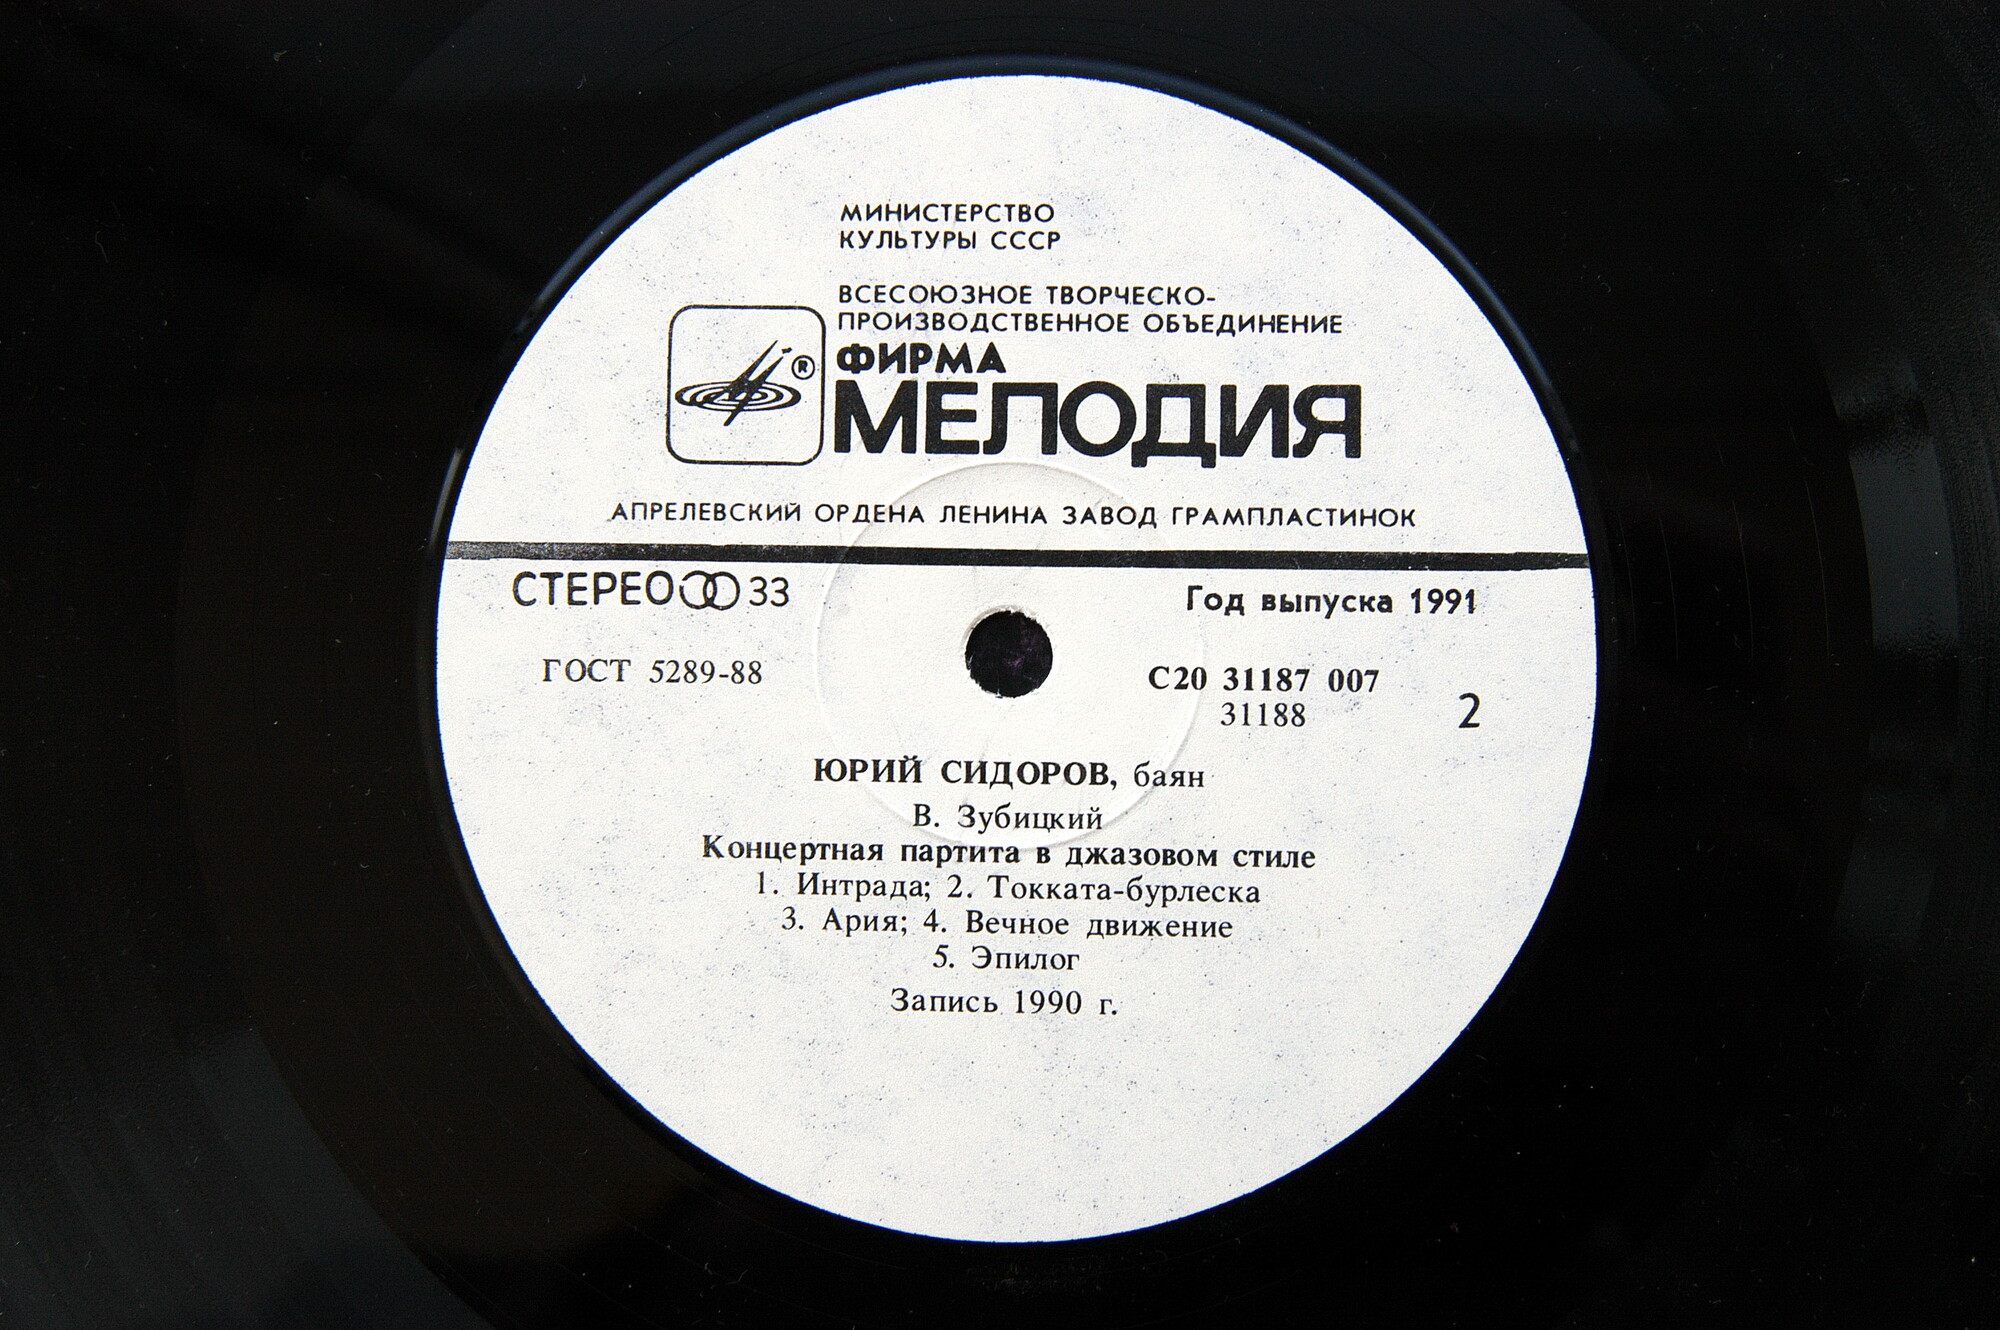 МИНИСТЕРСТВО
КУЛЬТУРЫ СССР
ВСЕСОЮЗНОЕ ТВОРЧЕСКО-
ПРОИЗВОДСТВЕННОЕ ОБЪЕДИНЕНИЕ
®
ФИРМА
МЕЛОДИЯ
АПРЕЛЕВСКИЙ ОРДЕНА ЛЕНИНА ЗАВОД ГРАМПЛАСТИНОК
СТЕРЕО 33
Год выпуска 1991
ГОСТ 5289-88
С20 31187 007
31188
2
ЮРИЙ СИДОРОВ, баян
В. Зубицкий
Концертная партита в джазовом стиле
1. Интрада; 2. Токката-бурлеска
3. Ария; 4. Вечное движение
5. Эпилог
Запись 1990 г.